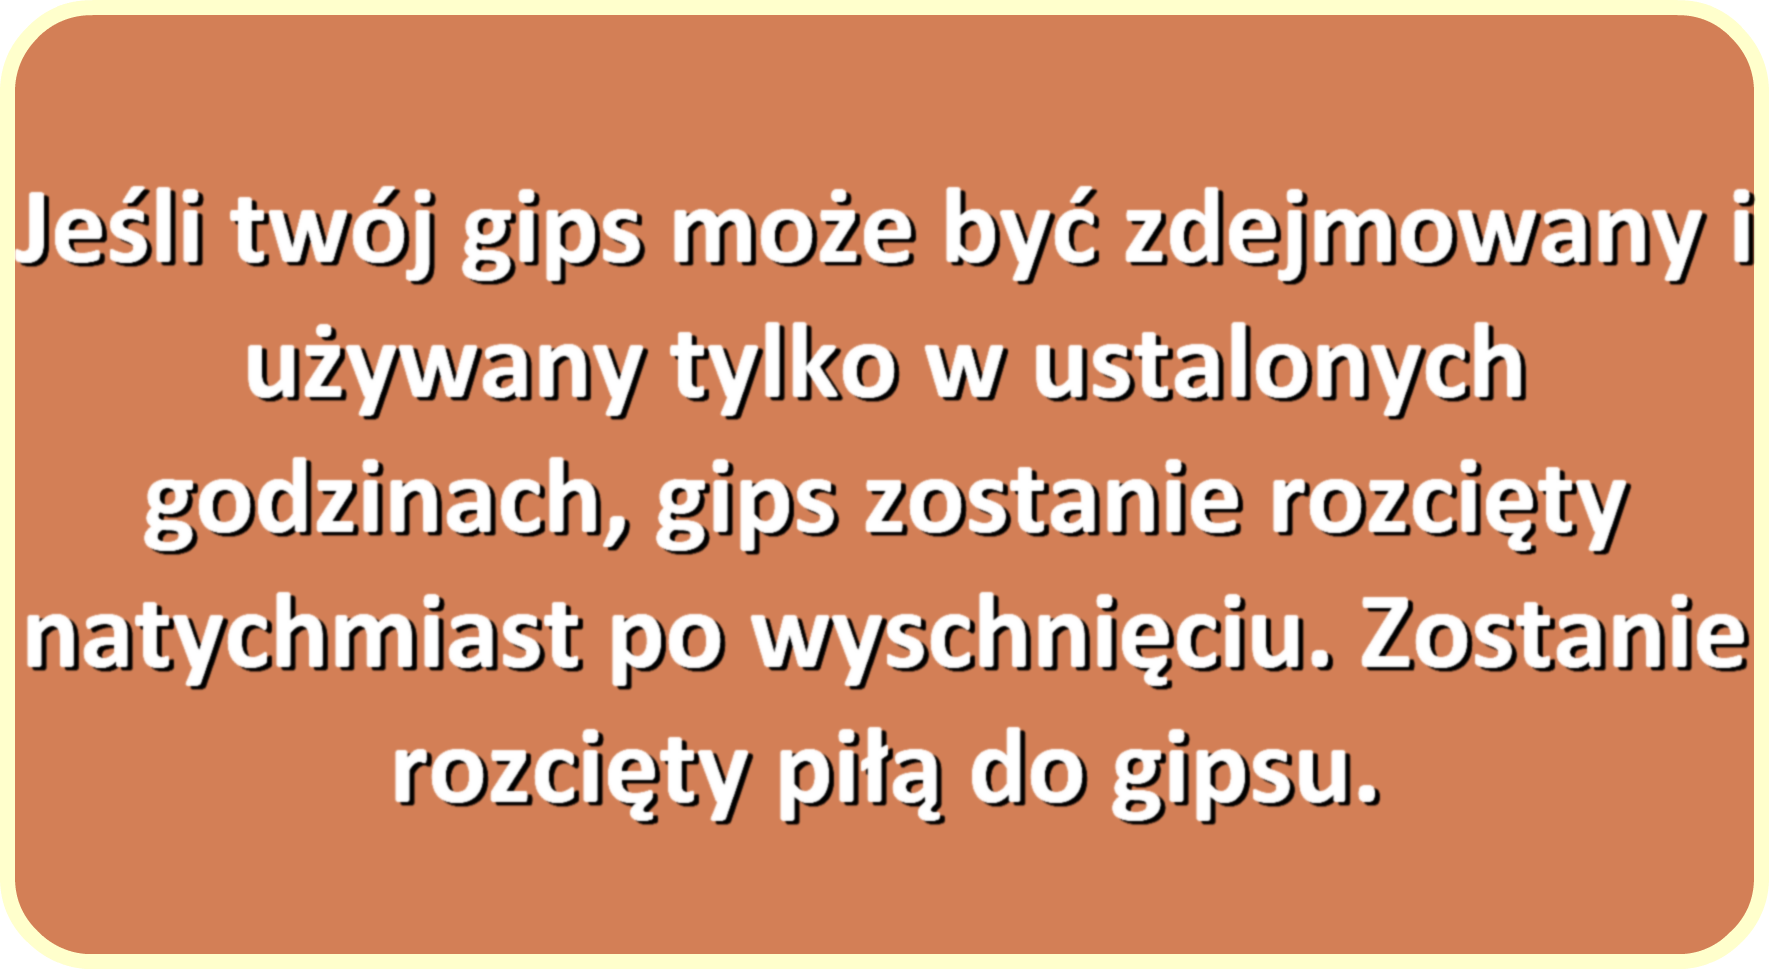 Jeśli twój gips może być zdejmowany i
używany tylko w ustalonych
godzinach, gips zostanie rozcięty
natychmiast po wyschnięciu. Zostanie
rozcięty piłą do gipsu.